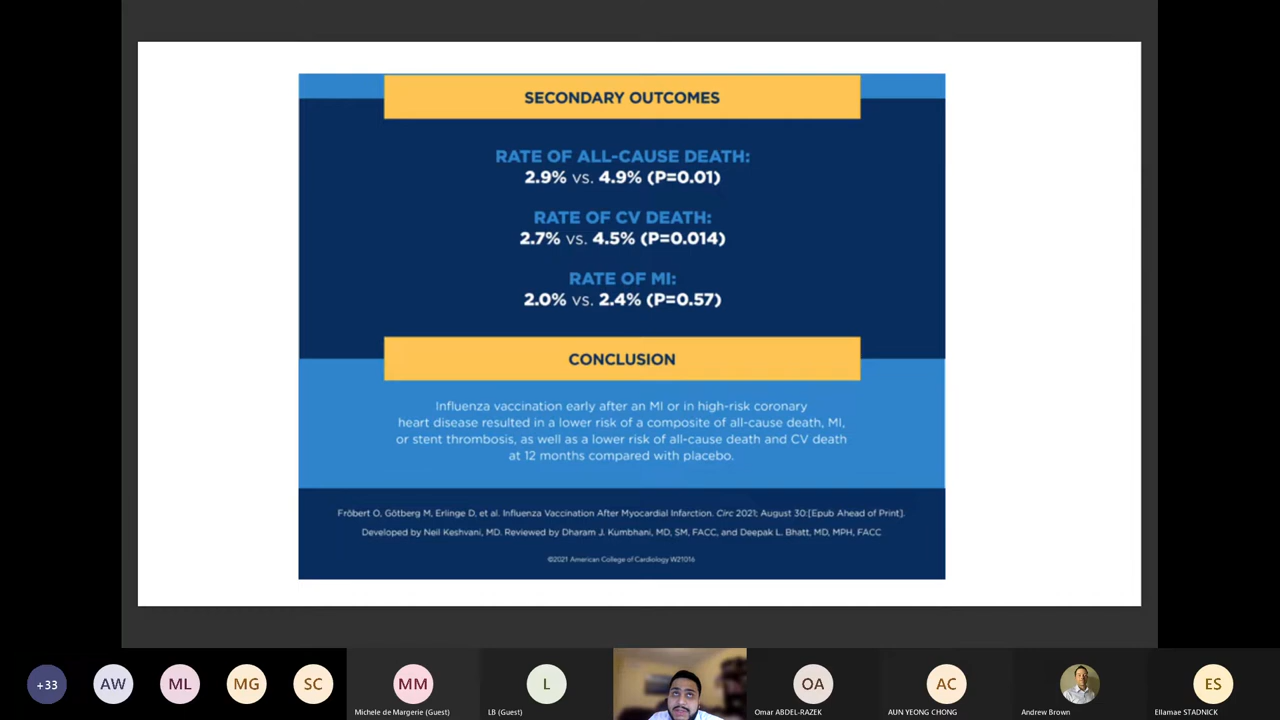 SECONDARY OUTCOMES
RATE OF ALL-CAUSE DEATH:
2.9% vs. 4.9% (P=0.01)
RATE OF CV DEATH:
2.7% vs. 4.5% (P=0.014)
RATE OF MI:
2.0% vs. 2.4% (P=0.57)
CONCLUSION
Influenza vaccination early after an MI or in high-risk coronary
heart disease resulted in a lower risk of a composite of all-cause death, MI,
or stent thrombosis, as well as a lower risk of all-cause death and CV death
at 12 months compared with placebo.
Fröbert O, Götberg M, Erlinge D, et al. Influenza Vaccination After Myocardial Infarction. Circ 2021; August 30:[Epub Ahead of Print].
Developed by Neil Keshvani, MD. Reviewed by Dharam J. Kumbhani, MD, SM, FACC, and Deepak L. Bhatt, MD, MPH, FACC
©2021 American College of Cardiology W21016
+33 AW ML MG SC MM L OA AC ES
Michele de Margerie (Guest) LB (Guest) Omar ABDEL-RAZEK AUN YEONG CHONG Andrew Brown Ellamae STADNICK